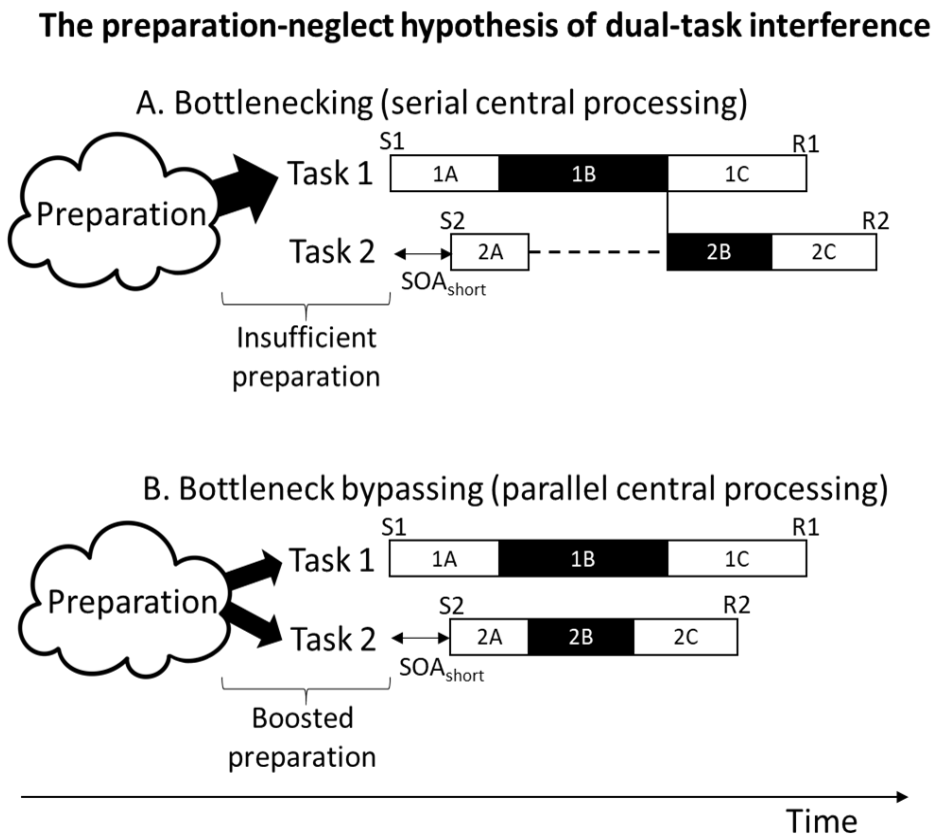 The preparation-neglect hypothesis of dual-task interference
A. Bottlenecking (serial central processing)
S1
R1
Preparation
Task 1
1A
1B
1C
S2
R2
Task 2
2A
2B
2C
SOAshort
Insufficient
preparation
B. Bottleneck bypassing (parallel central processing)
S1
R1
Preparation
Task 1
1A
1B
1C
S2
R2
Task 2
2A
2B
2C
SOAshort
Boosted
preparation
Time